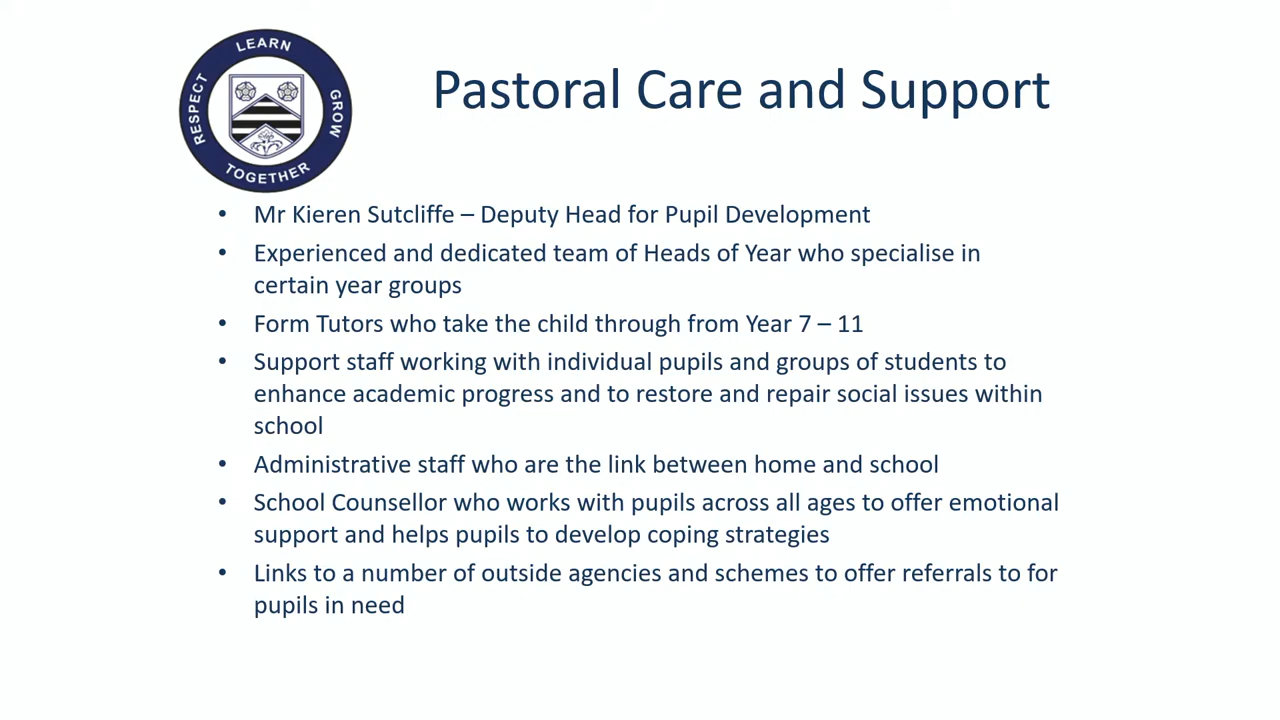 LEARN
RESPECT
GROW
TOGETHER
Pastoral Care and Support
• Mr Kieren Sutcliffe – Deputy Head for Pupil Development
• Experienced and dedicated team of Heads of Year who specialise in
certain year groups
• Form Tutors who take the child through from Year 7 – 11
• Support staff working with individual pupils and groups of students to
enhance academic progress and to restore and repair social issues within
school
• Administrative staff who are the link between home and school
• School Counsellor who works with pupils across all ages to offer emotional
support and helps pupils to develop coping strategies
• Links to a number of outside agencies and schemes to offer referrals to for
pupils in need